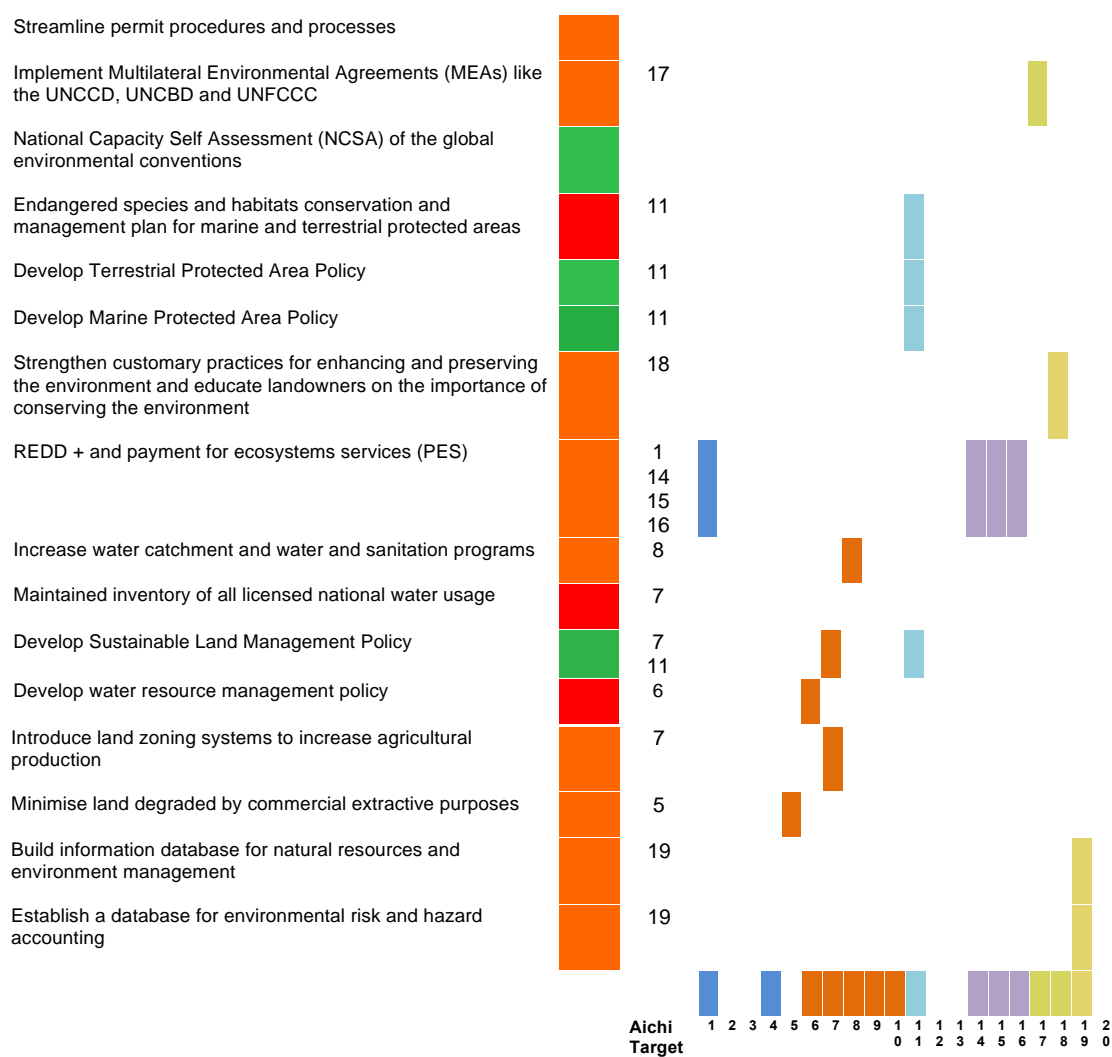 Streamline permit procedures and processes
Implement Multilateral Environmental Agreements (MEAs) like
the UNCCD, UNCBD and UNFCCC
17
National Capacity Self Assessment (NCSA) of the global
environmental conventions
Endangered species and habitats conservation and
management plan for marine and terrestrial protected areas
11
Develop Terrestrial Protected Area Policy
11
Develop Marine Protected Area Policy
11
Strengthen customary practices for enhancing and preserving
the environment and educate landowners on the importance of
conserving the environment
18
REDD + and payment for ecosystems services (PES)
1
14
15
16
Increase water catchment and water and sanitation programs
8
Maintained inventory of all licensed national water usage
7
Develop Sustainable Land Management Policy
7
11
Develop water resource management policy
6
Introduce land zoning systems to increase agricultural
production
7
Minimise land degraded by commercial extractive purposes
5
Build information database for natural resources and
environment management
19
Establish a database for environmental risk and hazard
accounting
19
Aichi
Target
1 2 3 4 5 6 7 8 9 10 11 12 13 14 15 16 17 18 19 20